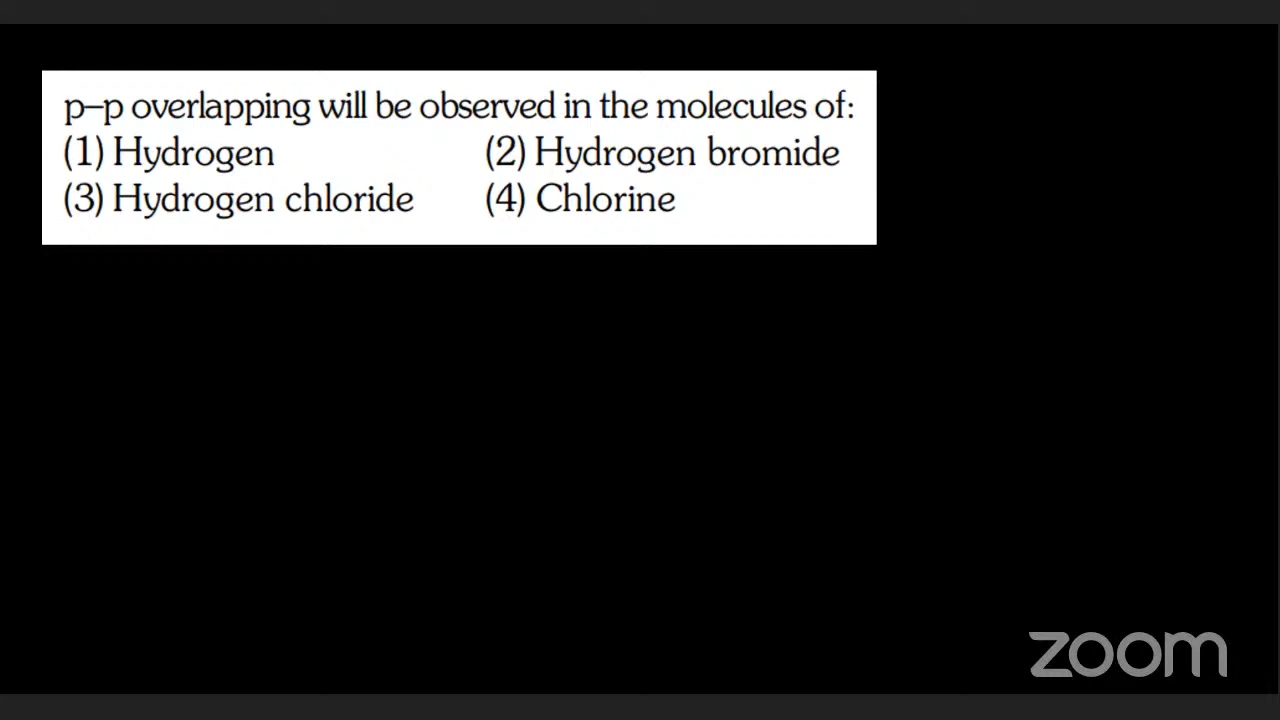 p–p overlapping will be observed in the molecules of:
(1) Hydrogen (2) Hydrogen bromide
(3) Hydrogen chloride (4) Chlorine
zoom